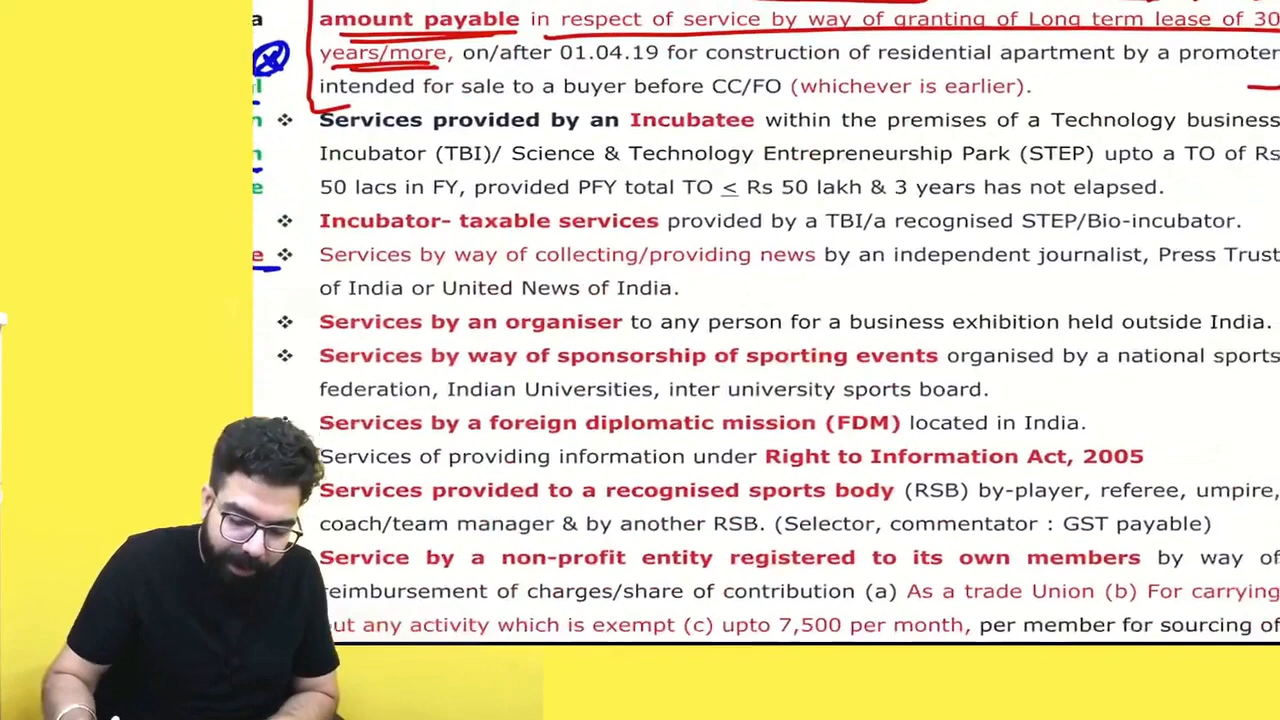 a amount payable in respect of service by way of granting of Long term lease of 30
years/more, on/after 01.04.19 for construction of residential apartment by a promoter
intended for sale to a buyer before CC/FO (whichever is earlier).
❖ Services provided by an Incubatee within the premises of a Technology business
Incubator (TBI)/ Science & Technology Entrepreneurship Park (STEP) upto a TO of Rs
e 50 lacs in FY, provided PFY total TO ≤ Rs 50 lakh & 3 years has not elapsed.
❖ Incubator- taxable services provided by a TBI/a recognised STEP/Bio-incubator.
e ❖ Services by way of collecting/providing news by an independent journalist, Press Trust
of India or United News of India.
❖ Services by an organiser to any person for a business exhibition held outside India.
❖ Services by way of sponsorship of sporting events organised by a national sports
federation, Indian Universities, inter university sports board.
Services by a foreign diplomatic mission (FDM) located in India.
Services of providing information under Right to Information Act, 2005
Services provided to a recognised sports body (RSB) by-player, referee, umpire,
coach/team manager & by another RSB. (Selector, commentator : GST payable)
Service by a non-profit entity registered to its own members by way of
reimbursement of charges/share of contribution (a) As a trade Union (b) For carrying
out any activity which is exempt (c) upto 7,500 per month, per member for sourcing of